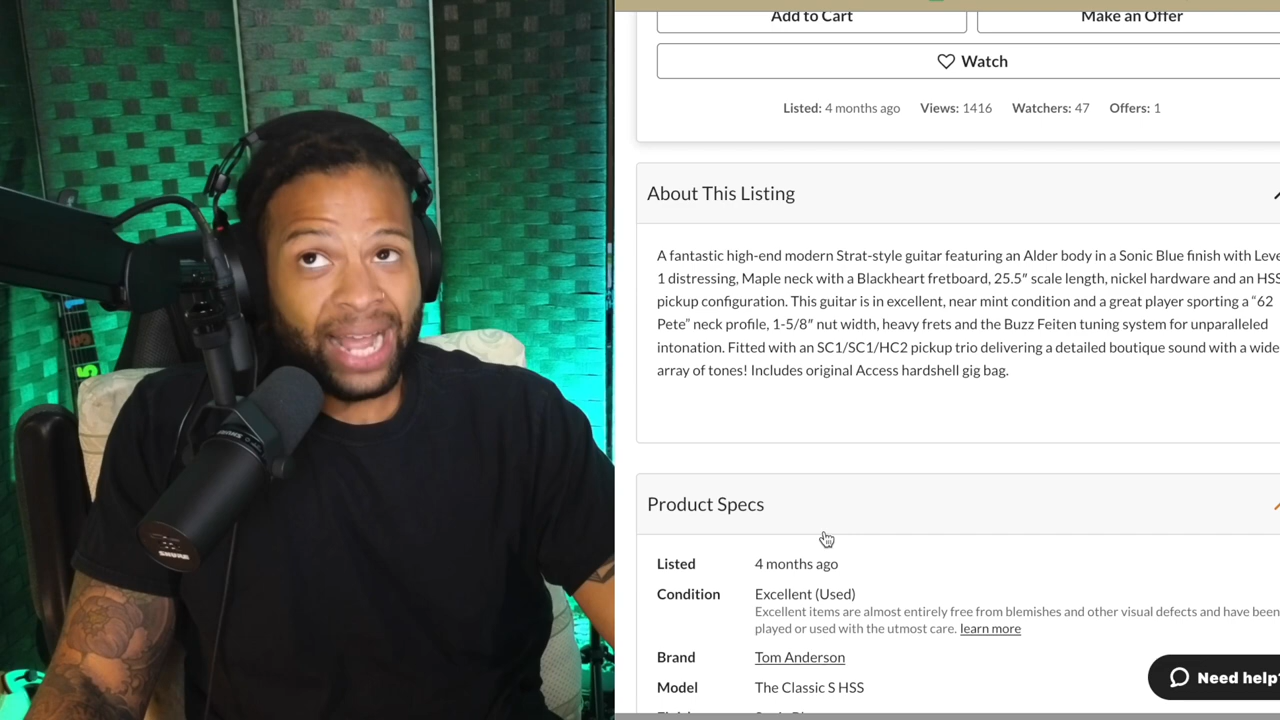 Add to Cart
Make an Offer
Watch
Listed: 4 months ago Views: 1416 Watchers: 47 Offers: 1
About This Listing
A fantastic high-end modern Strat-style guitar featuring an Alder body in a Sonic Blue finish with Leve
1 distressing, Maple neck with a Blackheart fretboard, 25.5” scale length, nickel hardware and an HSS
pickup configuration. This guitar is in excellent, near mint condition and a great player sporting a “62
Pete” neck profile, 1-5/8” nut width, heavy frets and the Buzz Feiten tuning system for unparalleled
intonation. Fitted with an SC1/SC1/HC2 pickup trio delivering a detailed boutique sound with a wide
array of tones! Includes original Access hardshell gig bag.
Product Specs
Listed 4 months ago
Condition Excellent (Used)
Excellent items are almost entirely free from blemishes and other visual defects and have been
played or used with the utmost care. learn more
Brand Tom Anderson
Model The Classic S HSS
Need help?
SHURE